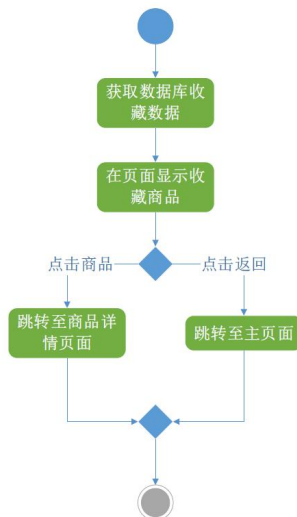 获取数据库收
藏数据
在页面显示收
藏商品
点击商品
点击返回
跳转至商品详
情页面
跳转至主页面